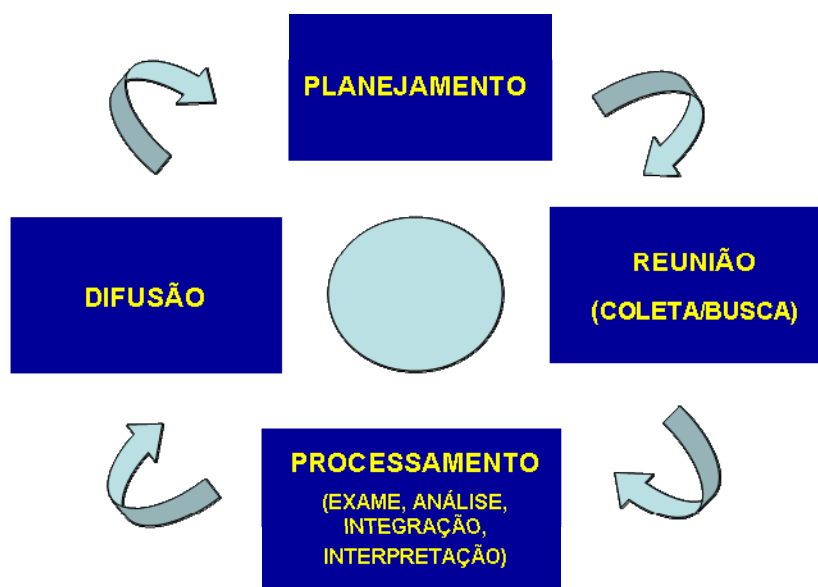 PLANEJAMENTO
REUNIÃO
(COLETA/BUSCA)
PROCESSAMENTO
(EXAME, ANÁLISE,
INTEGRAÇÃO,
INTERPRETAÇÃO)
DIFUSÃO